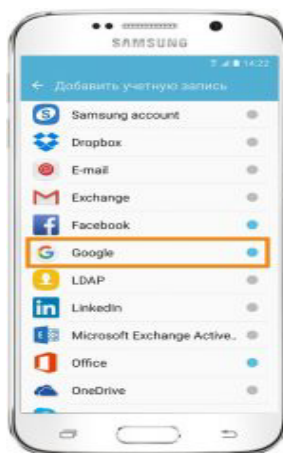 SAMSUNG
14:22
Добавить учетную запись
Samsung account
Dropbox
E-mail
Exchange
Facebook
Google
LDAP
LinkedIn
Microsoft Exchange Active..
Office
OneDrive